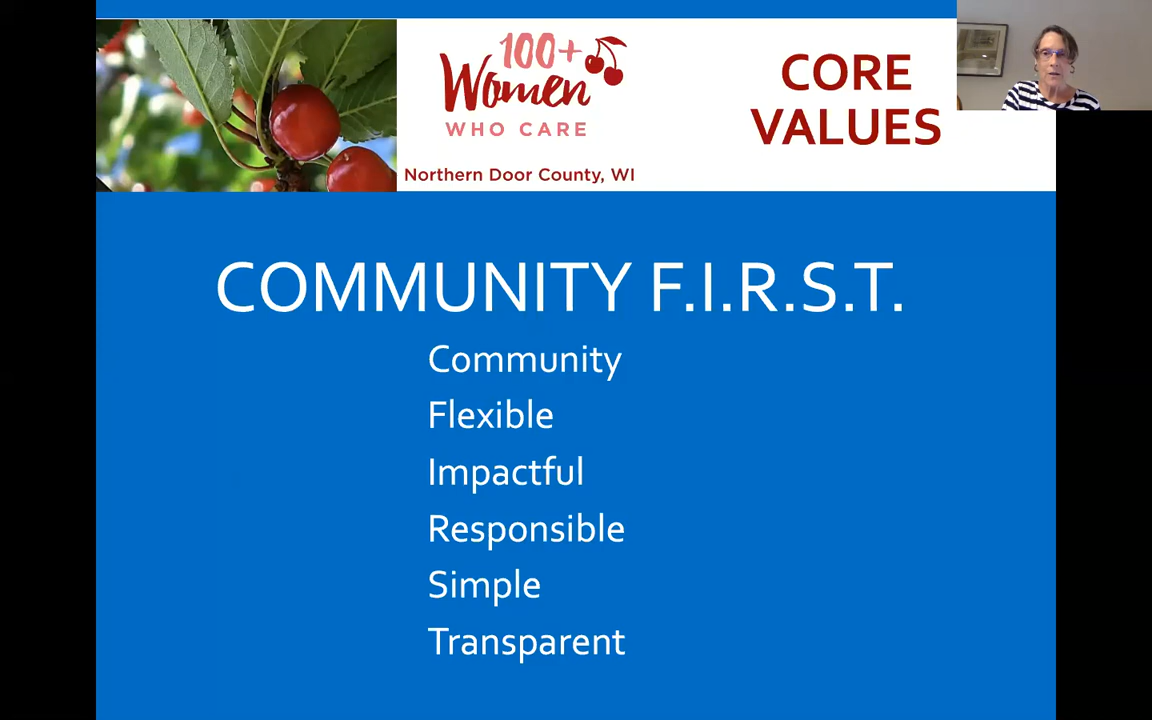 100+
Women
WHO CARE
Northern Door County, WI
CORE
VALUES
COMMUNITY F.I.R.S.T.
Community
Flexible
Impactful
Responsible
Simple
Transparent